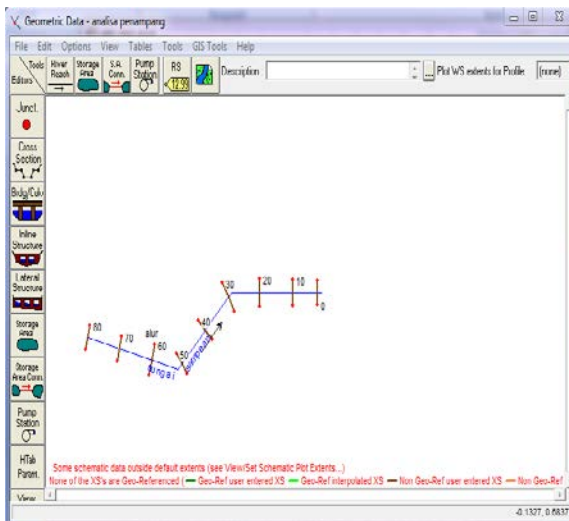 Geometric Data - analisa penampang
File Edit Options View Tables Tools GIS Tools Help
Tools
Editors
River
Reach
Storage
Area
S.A.
Conn.
Pump
Station
RS
12.99
Description
...
Plot WS extents for Profile:
(none)
Junct.
Cross
Section
Brdg/Culv
Inline
Structure
Lateral
Structure
Storage
Area
Storage
Area Conn.
Pump
Station
HTab
Param.
View
80
70
alur
60
50
40
30
20
10
0
sungai
Some schematic data outside default extents (see View/Set Schematic Plot Extents...)
None of the XS's are Geo-Referenced ( Geo-Ref user entered XS Geo-Ref interpolated XS Non Geo-Ref user entered XS Non Geo-Ref
-0.1327, 0.6837